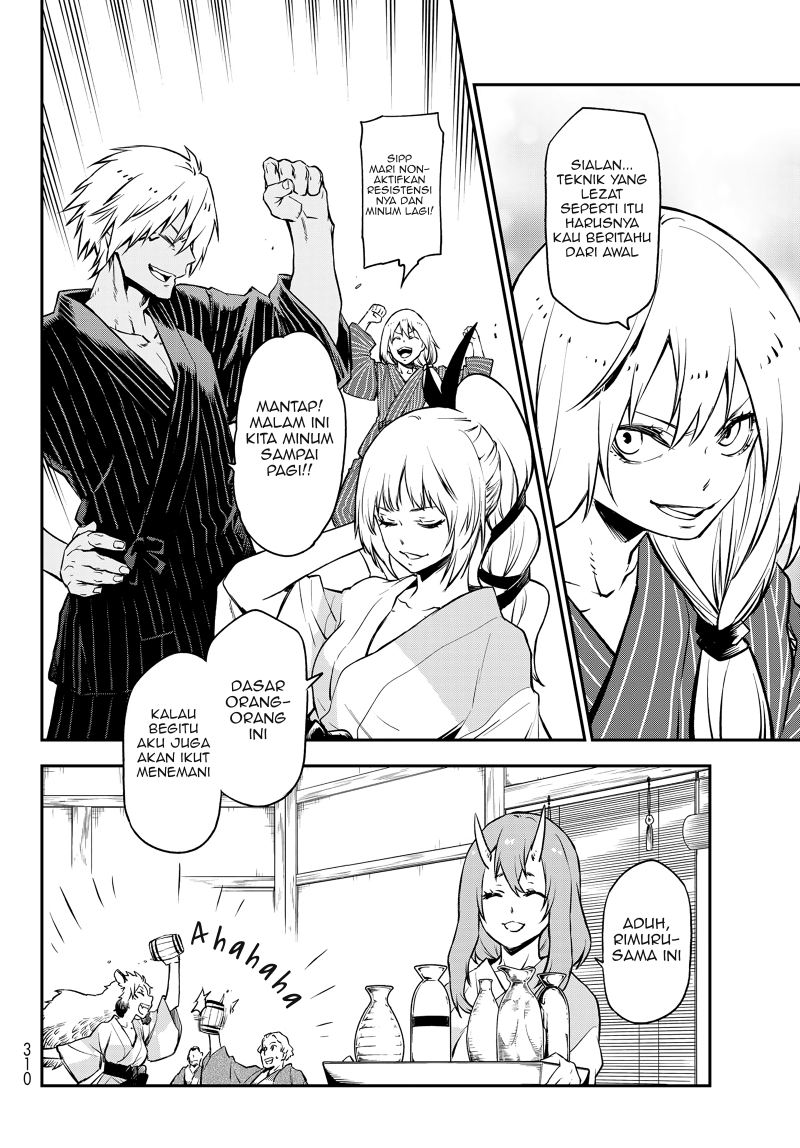 SIALAN...
TEKNIK YANG
LEZAT
SEPERTI ITU
HARUSNYA
KAU BERITAHU
DARI AWAL
SIPP
MARI NON-
AKTIFKAN
RESISTENSI
NYA DAN
MINUM LAGI!
MANTAP!
MALAM INI
KITA MINUM
SAMPAI
PAGI!!
DASAR
ORANG-
ORANG
INI
KALAU
BEGITU
AKU JUGA
AKAN IKUT
MENEMANI
ADUH,
RIMURU-
SAMA INI
Ahahaha
310